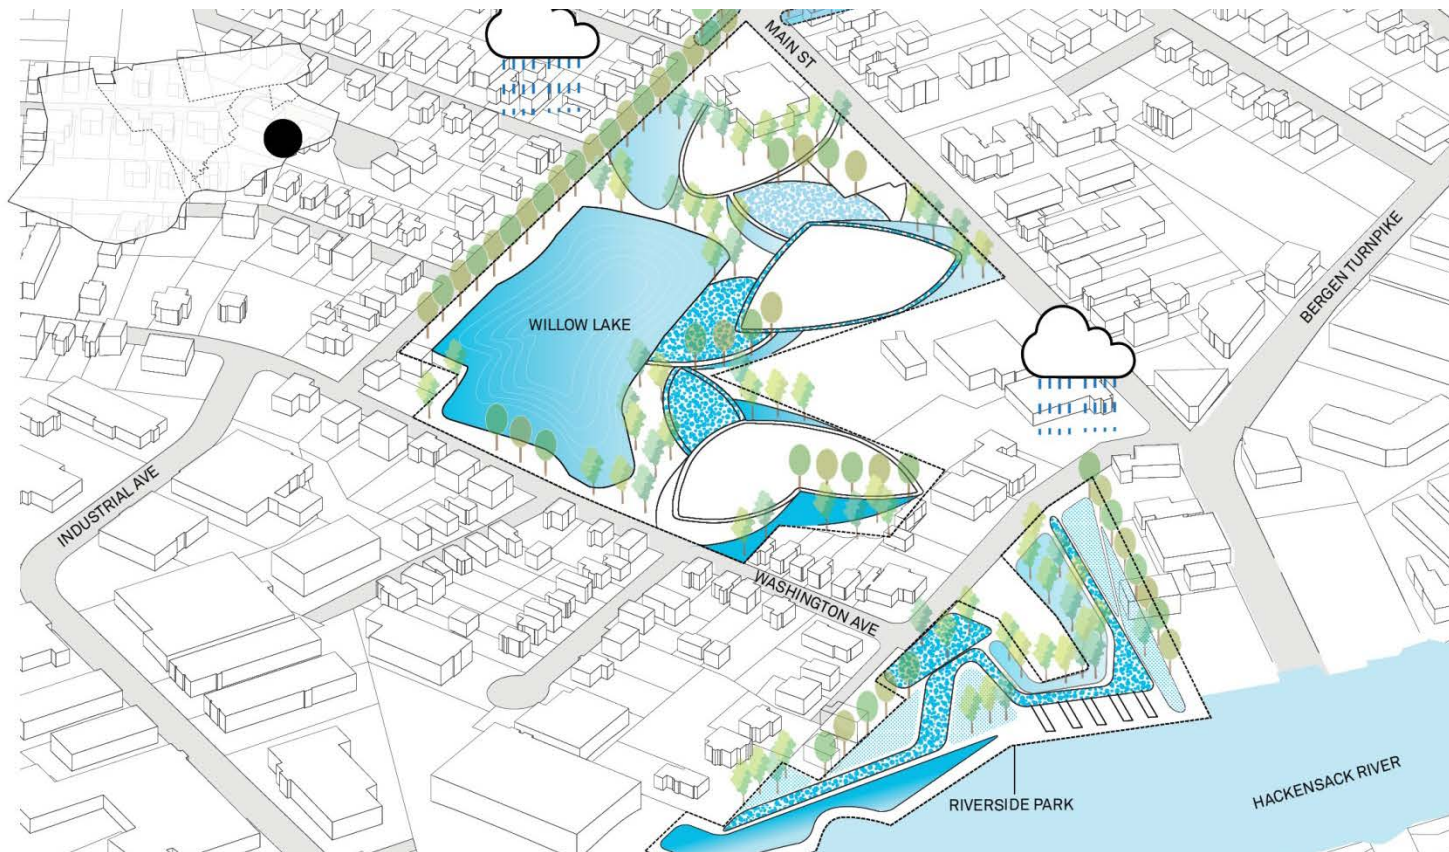 MAIN ST
BERGEN TURNPIKE
WILLOW LAKE
INDUSTRIAL AVE
WASHINGTON AVE
RIVERSIDE PARK
HACKENSACK RIVER